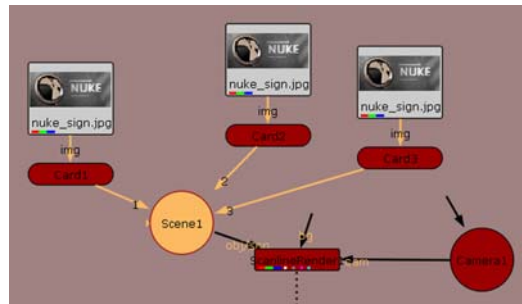 NUKE
nuke_sign.jpg
img
Card1
NUKE
nuke_sign.jpg
img
Card2
NUKE
nuke_sign.jpg
img
Card3
1
2
3
Scene1
obj/scn
bg
ScanlineRender1
cam
Camera1